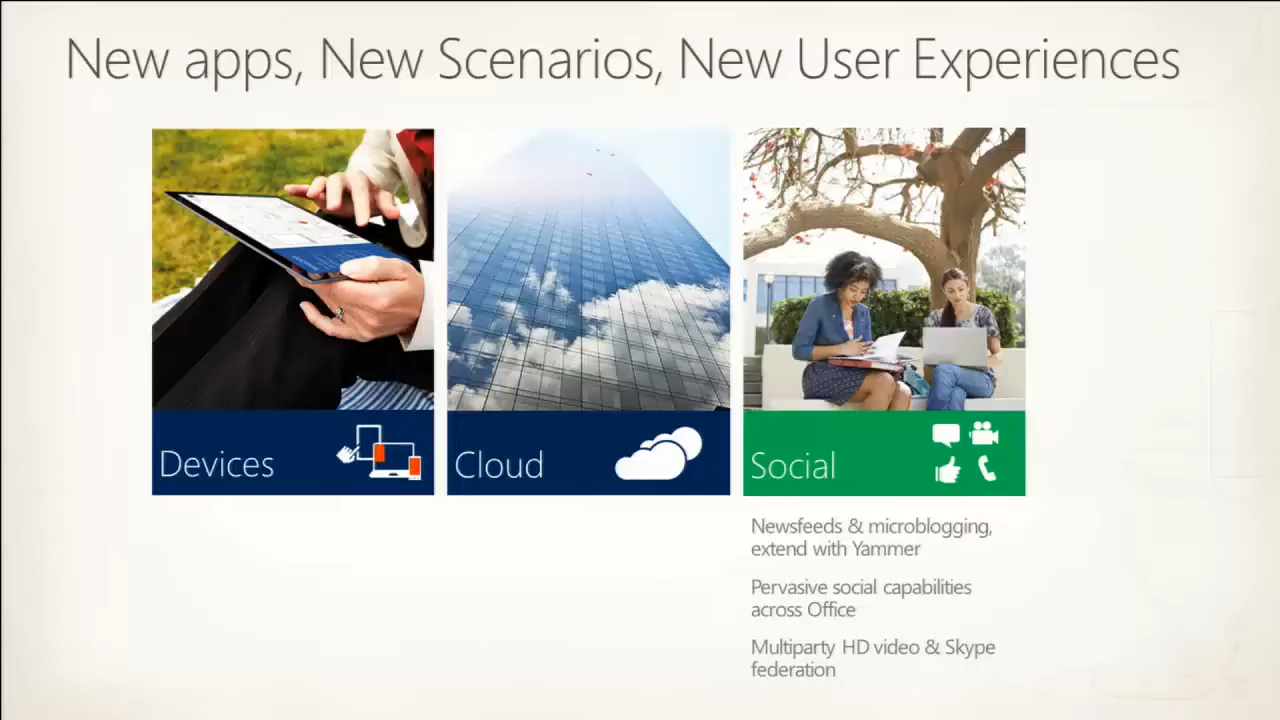 New apps, New Scenarios, New User Experiences
Devices
Cloud
Social
Newsfeeds & microblogging,
extend with Yammer
Pervasive social capabilities
across Office
Multiparty HD video & Skype
federation